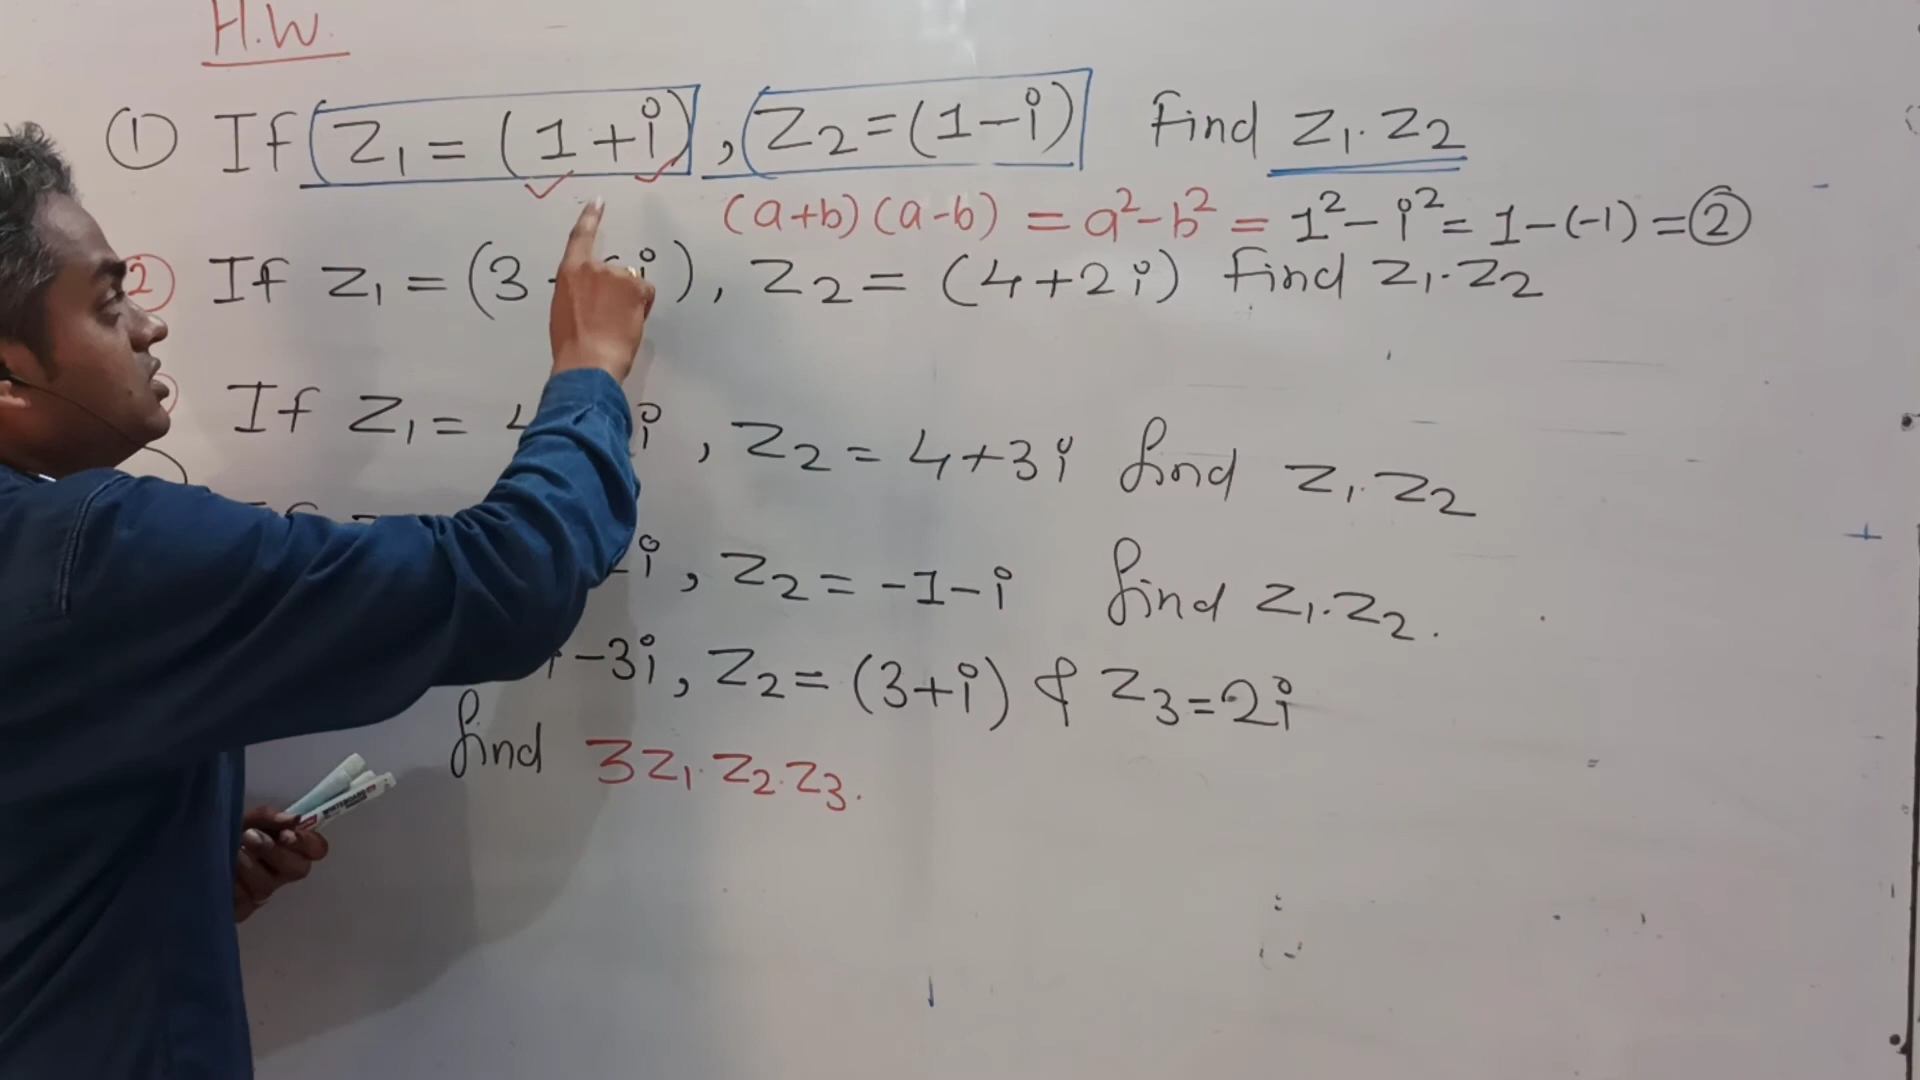 H.W.
① If Z₁ = (1+i), Z₂ = (1-i) Find Z₁.Z₂
(a+b)(a-b) = a²-b² = 1² - i² = 1-(-1) = ②
② If Z₁ = (3 i), Z₂ = (4+2i) Find Z₁.Z₂
If Z₁ = 4 i, Z₂ = 4+3i find Z₁.Z₂
i, Z₂ = -1-i find Z₁.Z₂.
-3i, Z₂ = (3+i) & Z₃ = 2i
find 3Z₁.Z₂.Z₃.